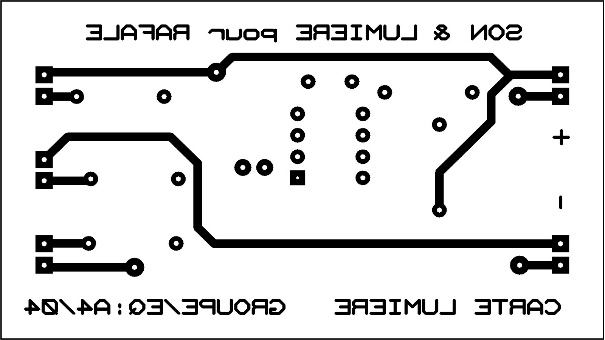 SON & LUMIERE pour RAFALE
+
-
CARTE LUMIERE GROUPE/EQ:A4/04